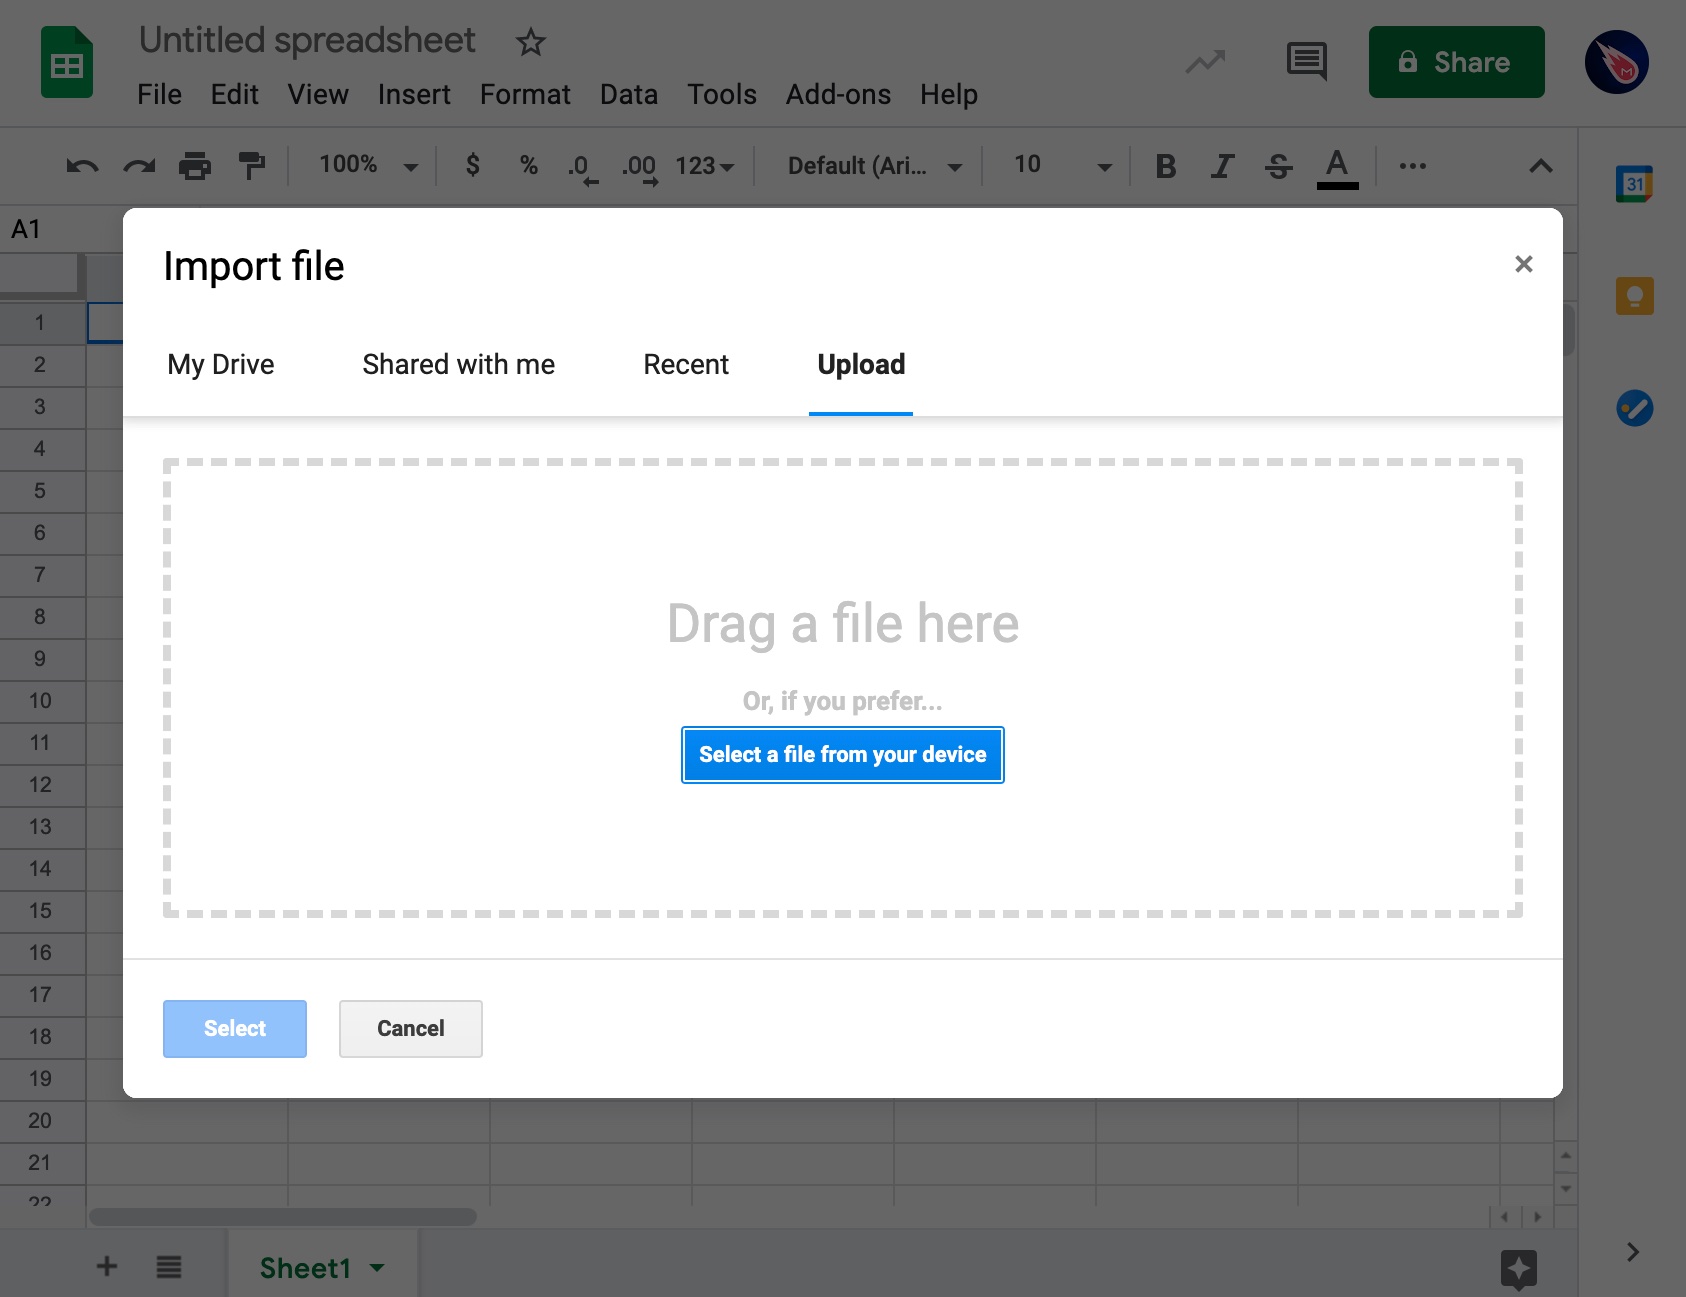 Untitled spreadsheet
File Edit View Insert Format Data Tools Add-ons Help
Share
100% $ % .0 .00 123 Default (Ari... 10 B I S A
31
A1
Import file
My Drive Shared with me Recent Upload
1
2
3
4
5
6
7
8
9
10
11
12
13
14
15
16
17
18
19
20
21
22
Drag a file here
Or, if you prefer...
Select a file from your device
Select Cancel
Sheet1